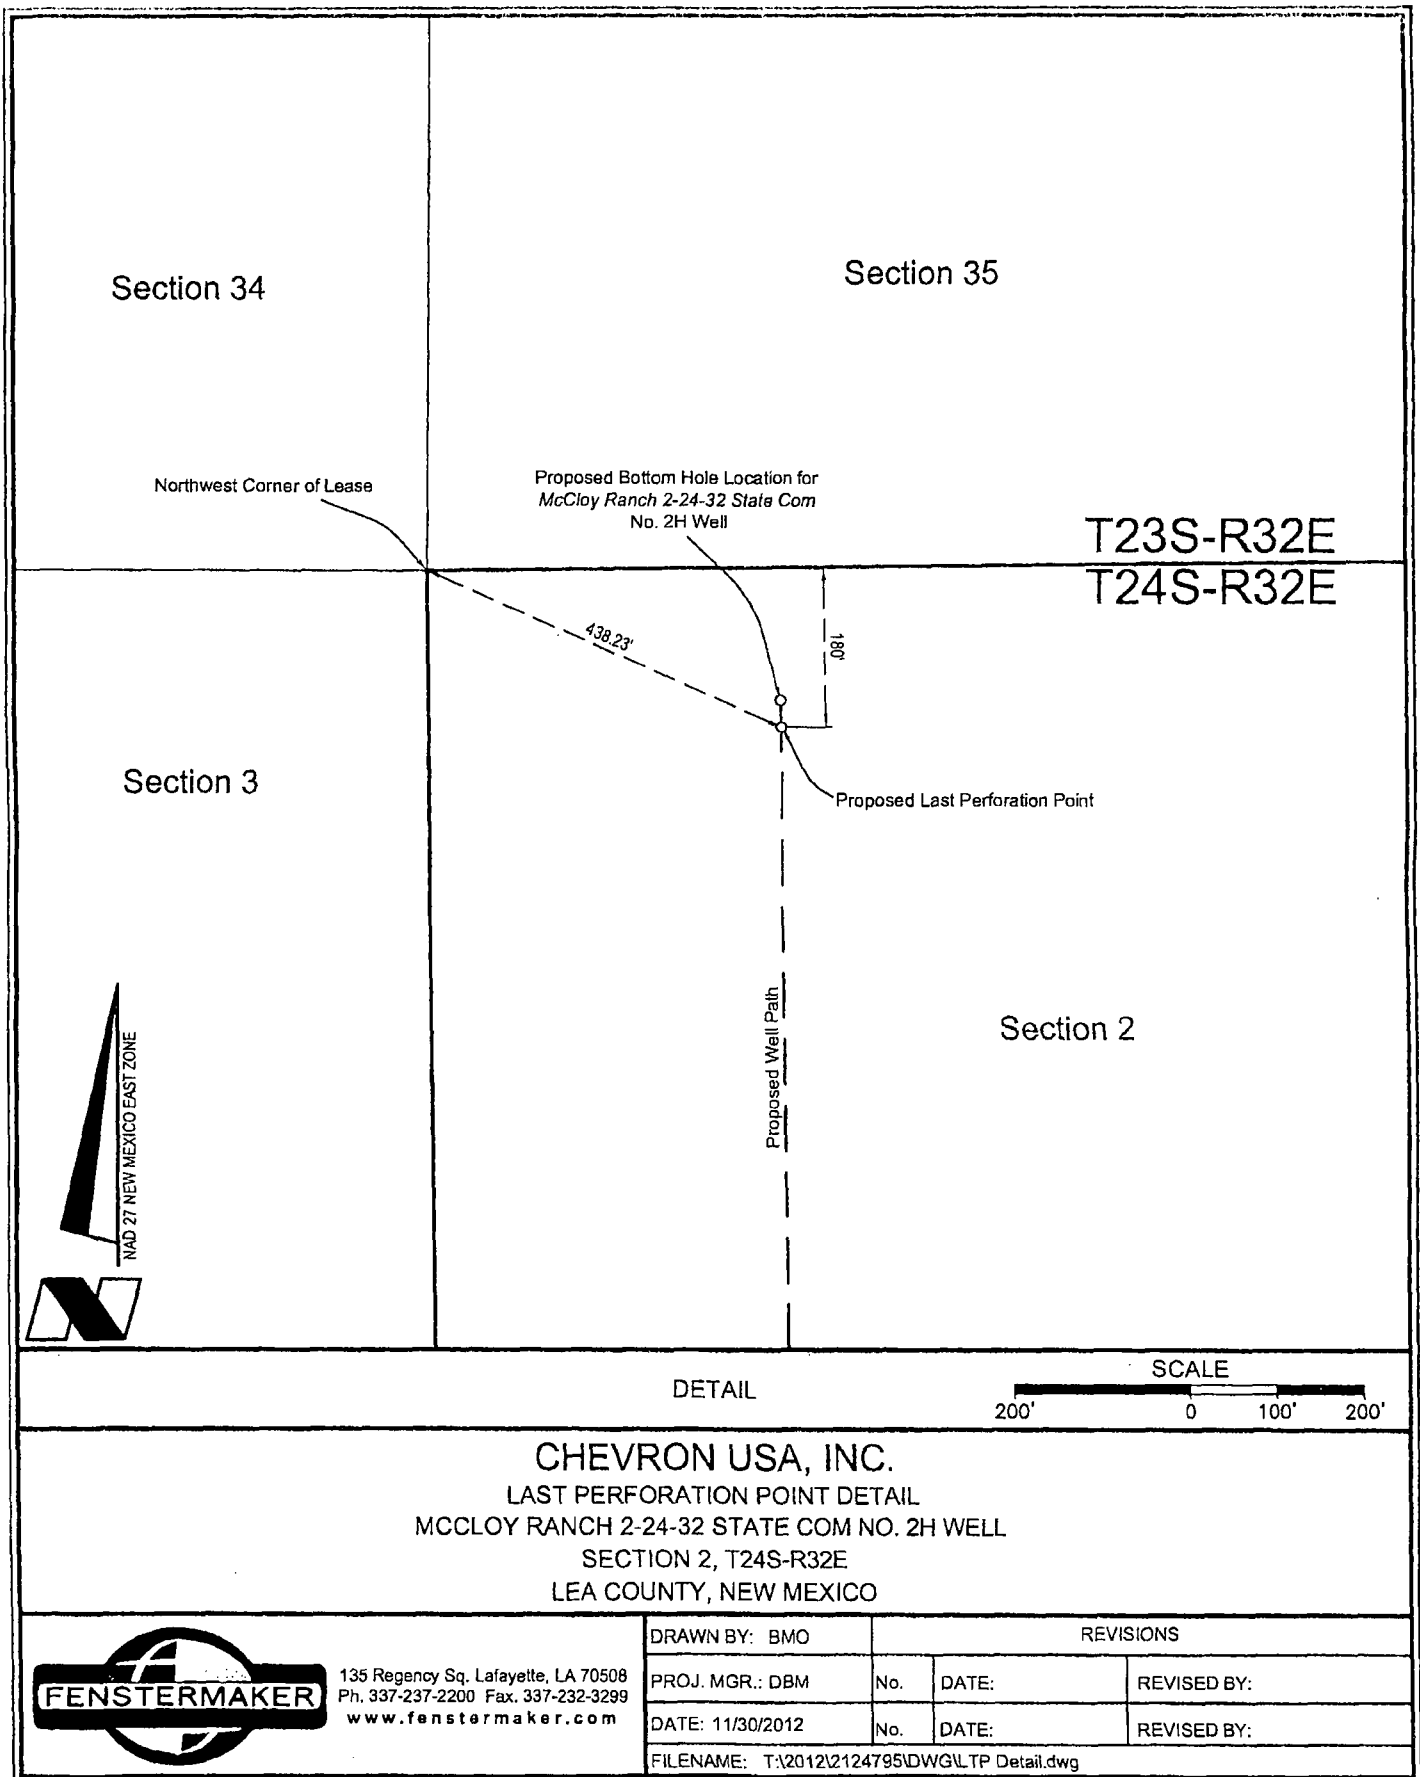 Section 34
Section 35
Northwest Corner of Lease
Proposed Bottom Hole Location for
McCloy Ranch 2-24-32 State Com
No. 2H Well
T23S-R32E
T24S-R32E
438.23'
180'
Section 3
Proposed Last Perforation Point
Proposed Well Path
Section 2
NAD 27 NEW MEXICO EAST ZONE
N
DETAIL
SCALE
200' 0 100' 200'
CHEVRON USA, INC.
LAST PERFORATION POINT DETAIL
MCCLOY RANCH 2-24-32 STATE COM NO. 2H WELL
SECTION 2, T24S-R32E
LEA COUNTY, NEW MEXICO
FENSTERMAKER
135 Regency Sq. Lafayette, LA 70508
Ph. 337-237-2200 Fax. 337-232-3299
www.fenstermaker.com
DRAWN BY: BMO
REVISIONS
PROJ. MGR.: DBM
No. DATE: REVISED BY:
DATE: 11/30/2012
No. DATE: REVISED BY:
FILENAME: T:\2012\2124795\DWG\LTP Detail.dwg